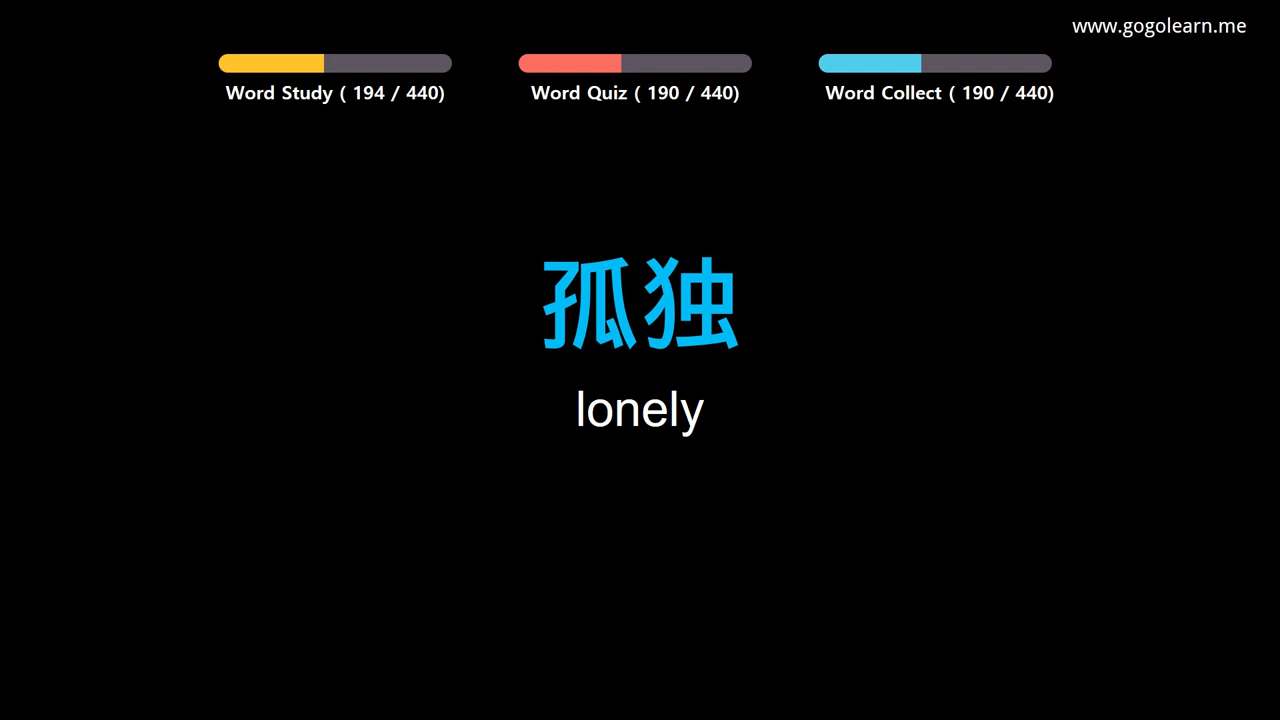 www.gogolearn.me
Word Study ( 194 / 440)
Word Quiz ( 190 / 440)
Word Collect ( 190 / 440)
孤独
lonely